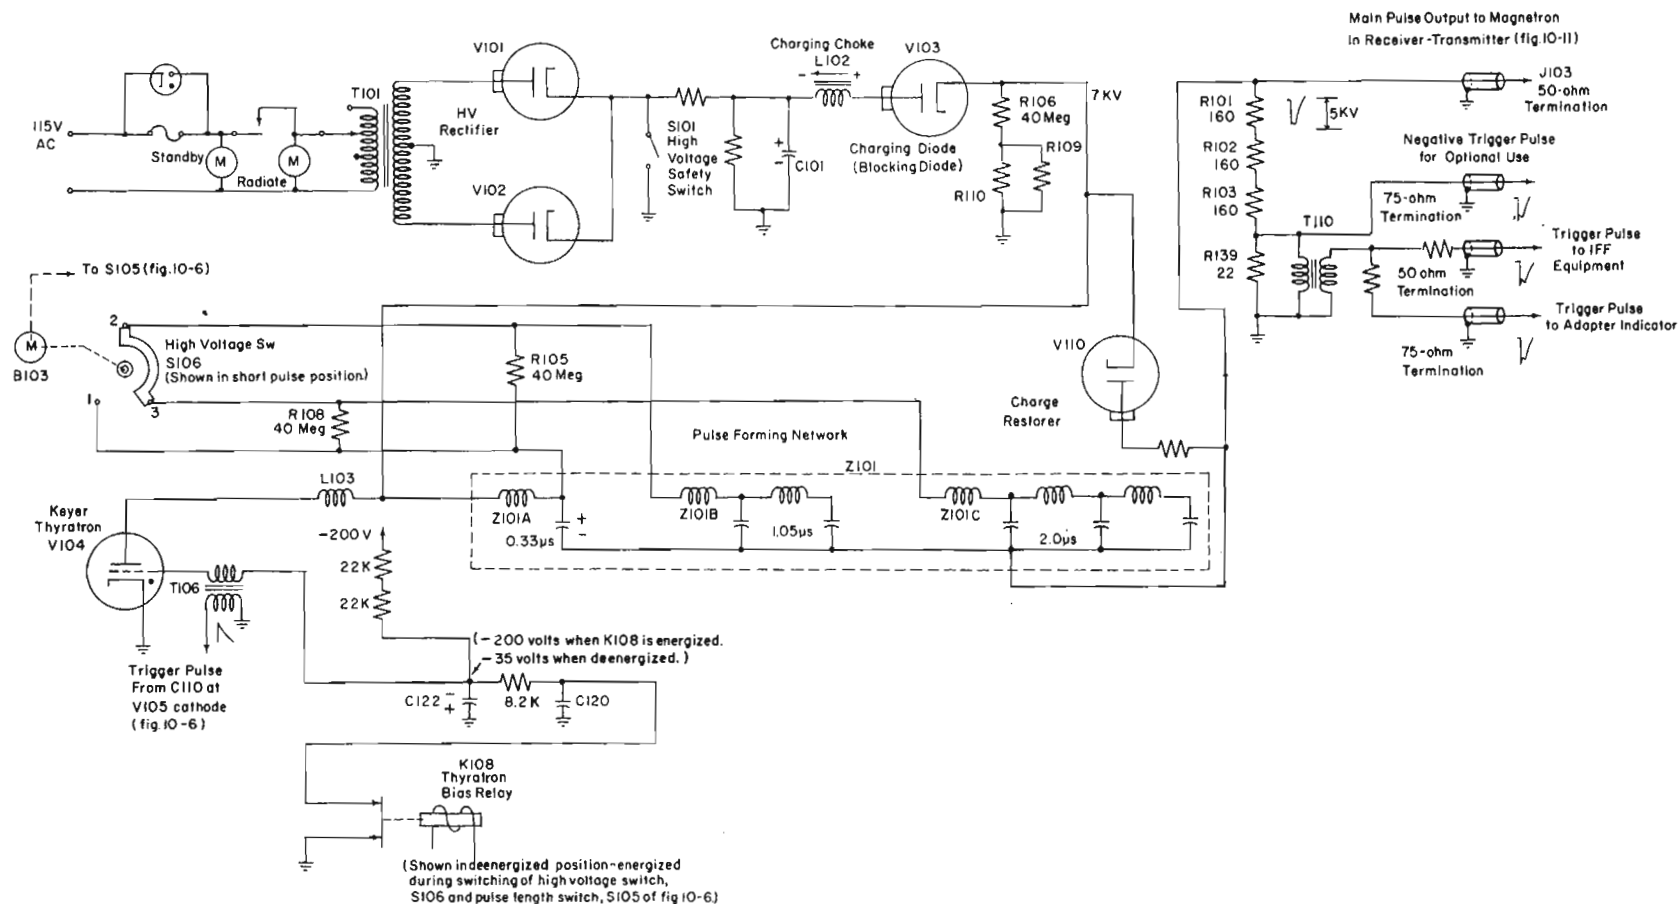 Main Pulse Output to Magnetron
In Receiver-Transmitter (fig.10-11)
V101
Charging Choke
L102
- +
V103
J103
50-ohm
Termination
T101
HV
Rectifier
7KV
R106
40 Meg
R101
160
5KV
115V
AC
Standby
M
M
Radiate
S101
High
Voltage
Safety
Switch
+
-
C101
Charging Diode
(Blocking Diode)
R109
R110
R102
160
Negative Trigger Pulse
for Optional Use
V102
R103
160
75-ohm
Termination
T110
R139
22
Trigger Pulse
to IFF
Equipment
50 ohm
Termination
Trigger Pulse
to Adapter Indicator
75-ohm
Termination
To S105 (fig.10-6)
M
B103
2
High Voltage Sw
S106
(Shown in short pulse position)
1
3
R105
40 Meg
R108
40 Meg
V110
Charge
Restorer
Pulse Forming Network
Z101
L103
Keyer
Thyratron
V104
Z101A
0.33µs
+
-
Z101B
1.05µs
Z101C
2.0µs
-200V
22K
22K
T106
(-200 volts when K108 is energized.
-35 volts when deenergized.)
Trigger Pulse
From C110 at
V105 cathode
(fig.10-6)
C122
-
+
8.2K
C120
K108
Thyratron
Bias Relay
(Shown in deenergized position-energized
during switching of high voltage switch,
S106 and pulse length switch, S105 of fig 10-6)